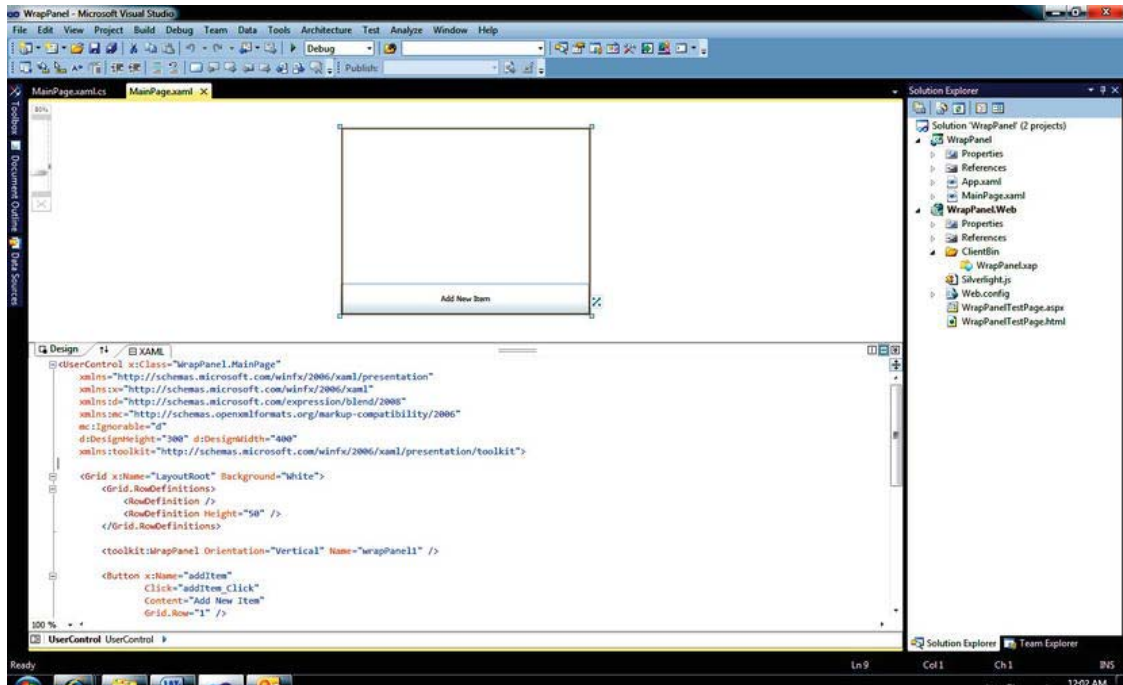 WrapPanel - Microsoft Visual Studio
File Edit View Project Build Debug Team Data Tools Architecture Test Analyze Window Help
Debug
Publish:
MainPage.xaml.cs MainPage.xaml
Toolbox
Document Outline
Data Sources
80%
Add New Item
Design XAML
<UserControl x:Class="WrapPanel.MainPage"
xmlns="http://schemas.microsoft.com/winfx/2006/xaml/presentation"
xmlns:x="http://schemas.microsoft.com/winfx/2006/xaml"
xmlns:d="http://schemas.microsoft.com/expression/blend/2008"
xmlns:mc="http://schemas.openxmlformats.org/markup-compatibility/2006"
mc:Ignorable="d"
d:DesignHeight="300" d:DesignWidth="400"
xmlns:toolkit="http://schemas.microsoft.com/winfx/2006/xaml/presentation/toolkit">
<Grid x:Name="LayoutRoot" Background="White">
<Grid.RowDefinitions>
<RowDefinition />
<RowDefinition Height="50" />
</Grid.RowDefinitions>
<toolkit:WrapPanel Orientation="Vertical" Name="wrapPanel1" />
<Button x:Name="addItem"
Click="addItem_Click"
Content="Add New Item"
Grid.Row="1" />
100 %
UserControl UserControl
Solution Explorer
Solution 'WrapPanel' (2 projects)
WrapPanel
Properties
References
App.xaml
MainPage.xaml
WrapPanel.Web
Properties
References
ClientBin
WrapPanel.xap
Silverlight.js
Web.config
WrapPanelTestPage.aspx
WrapPanelTestPage.html
Solution Explorer Team Explorer
Ready Ln 9 Col 1 Ch 1 INS
12:02 AM